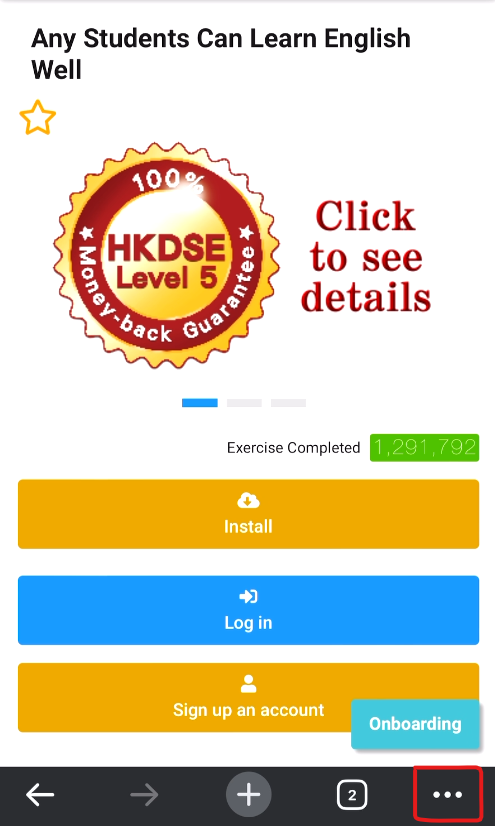 Any Students Can Learn English
Well
100%
HKDSE
Level 5
Money-back Guarantee
Click
to see
details
Exercise Completed 1,291,792
Install
Log in
Sign up an account
Onboarding
2